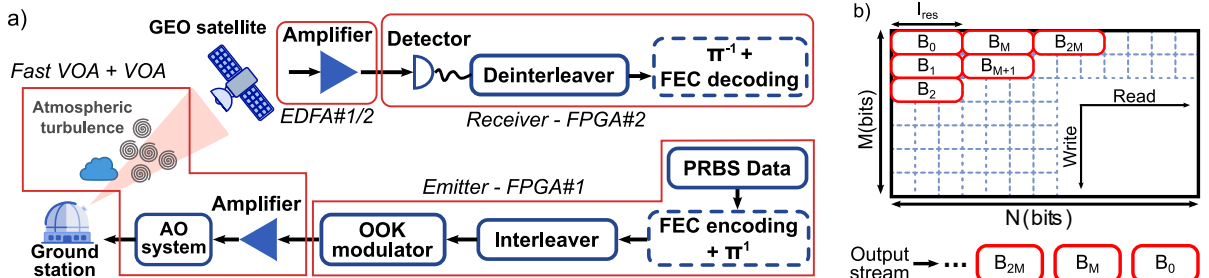 a)
GEO satellite
Fast VOA + VOA
Atmospheric
turbulence
Ground
station
Amplifier
EDFA#1/2
Detector
Deinterleaver
π⁻¹ +
FEC decoding
Receiver - FPGA#2
Emitter - FPGA#1
PRBS Data
FEC encoding
+ π¹
Interleaver
OOK
modulator
Amplifier
AO
system
b)
I_res
B_0 B_M B_2M
B_1 B_M+1
B_2
M(bits)
Write
Read
N(bits)
Output
stream
... B_2M B_M B_0